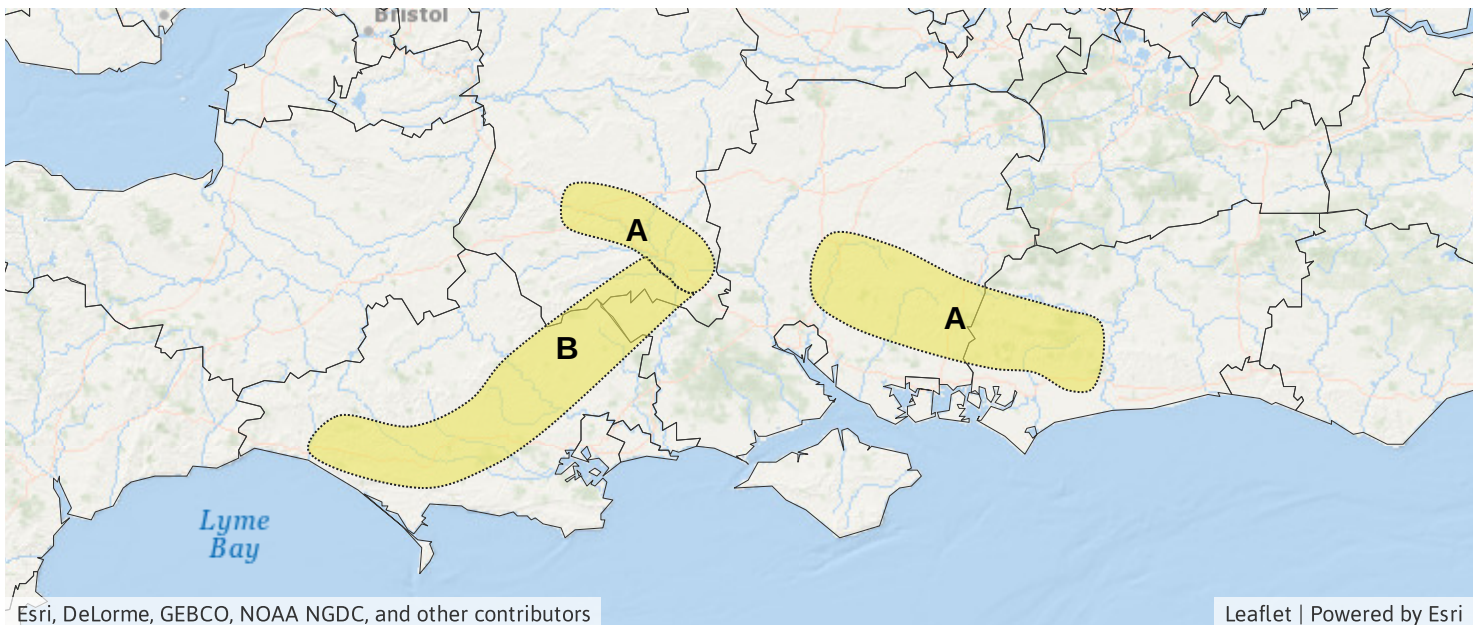 Bristol
A
A
B
Lyme
Bay
Esri, DeLorme, GEBCO, NOAA NGDC, and other contributors
Leaflet | Powered by Esri